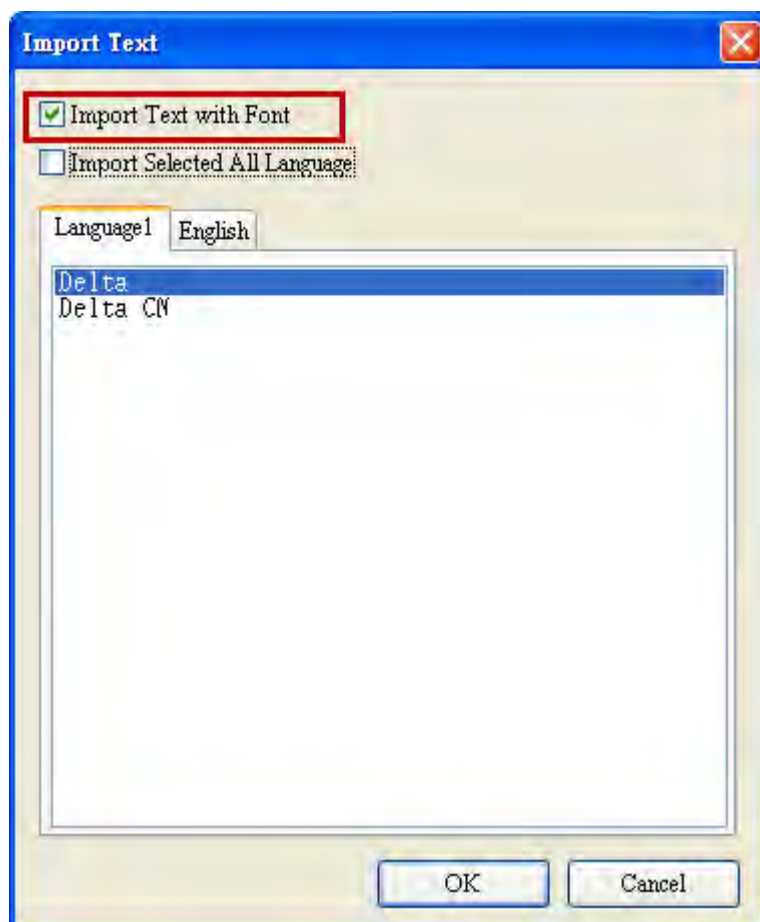 Import Text
Import Text with Font
Import Selected All Language
Language1 English
Delta
Delta CN
OK Cancel